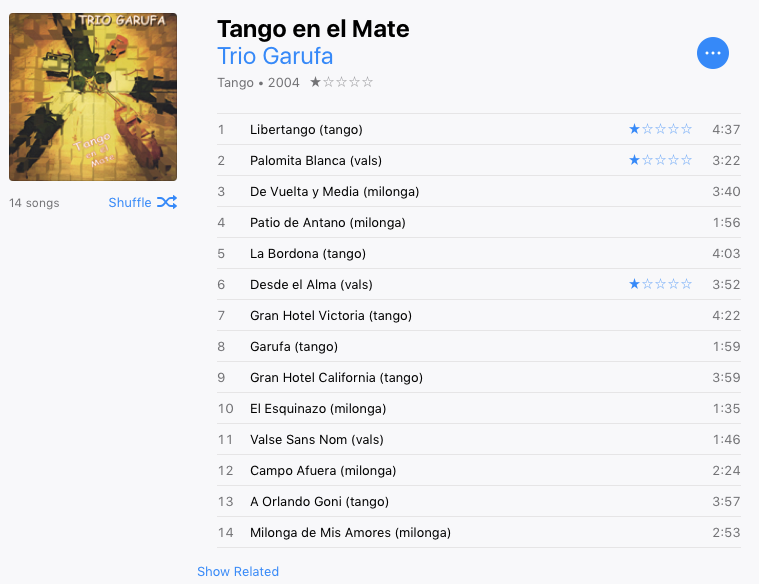 TRIO GARUFA
Tango
en el
Mate
14 songs
Shuffle
Tango en el Mate
Trio Garufa
Tango • 2004 ★☆☆☆☆
1 Libertango (tango) ★☆☆☆☆ 4:37
2 Palomita Blanca (vals) ★☆☆☆☆ 3:22
3 De Vuelta y Media (milonga) 3:40
4 Patio de Antano (milonga) 1:56
5 La Bordona (tango) 4:03
6 Desde el Alma (vals) ★☆☆☆☆ 3:52
7 Gran Hotel Victoria (tango) 4:22
8 Garufa (tango) 1:59
9 Gran Hotel California (tango) 3:59
10 El Esquinazo (milonga) 1:35
11 Valse Sans Nom (vals) 1:46
12 Campo Afuera (milonga) 2:24
13 A Orlando Goni (tango) 3:57
14 Milonga de Mis Amores (milonga) 2:53
Show Related